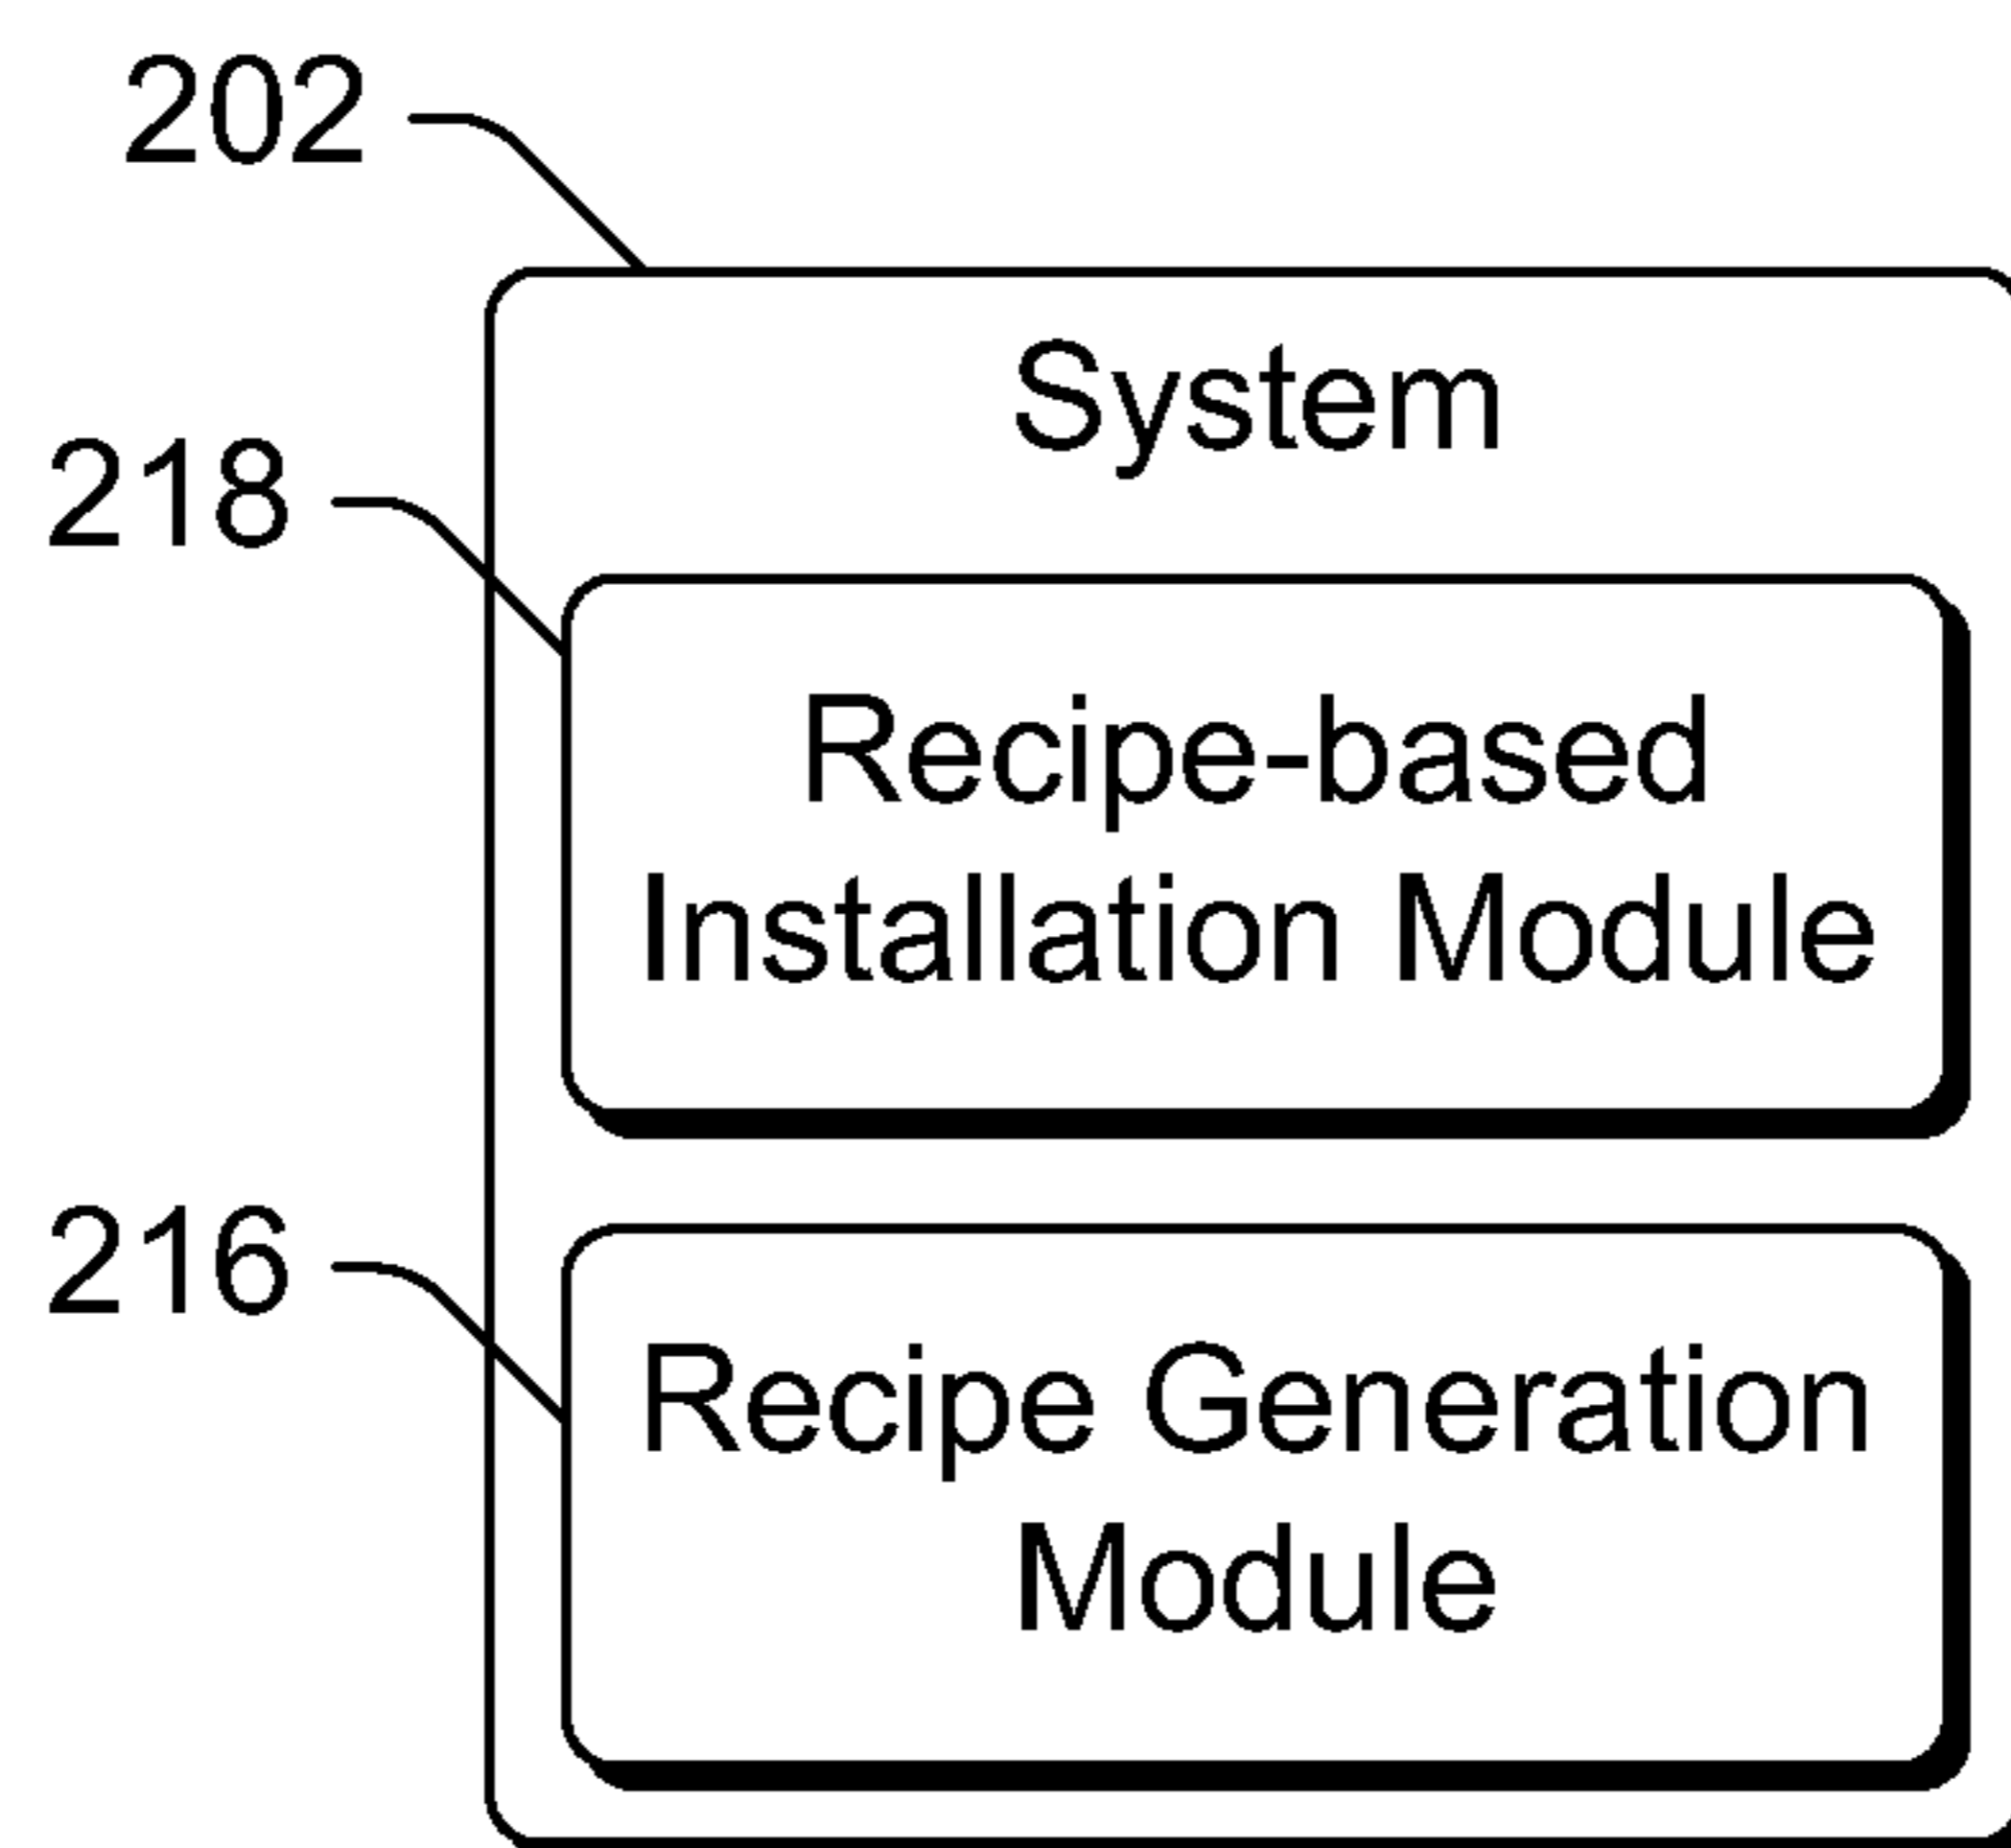 202
System
218
Recipe-based
Installation Module
216
Recipe Generation
Module